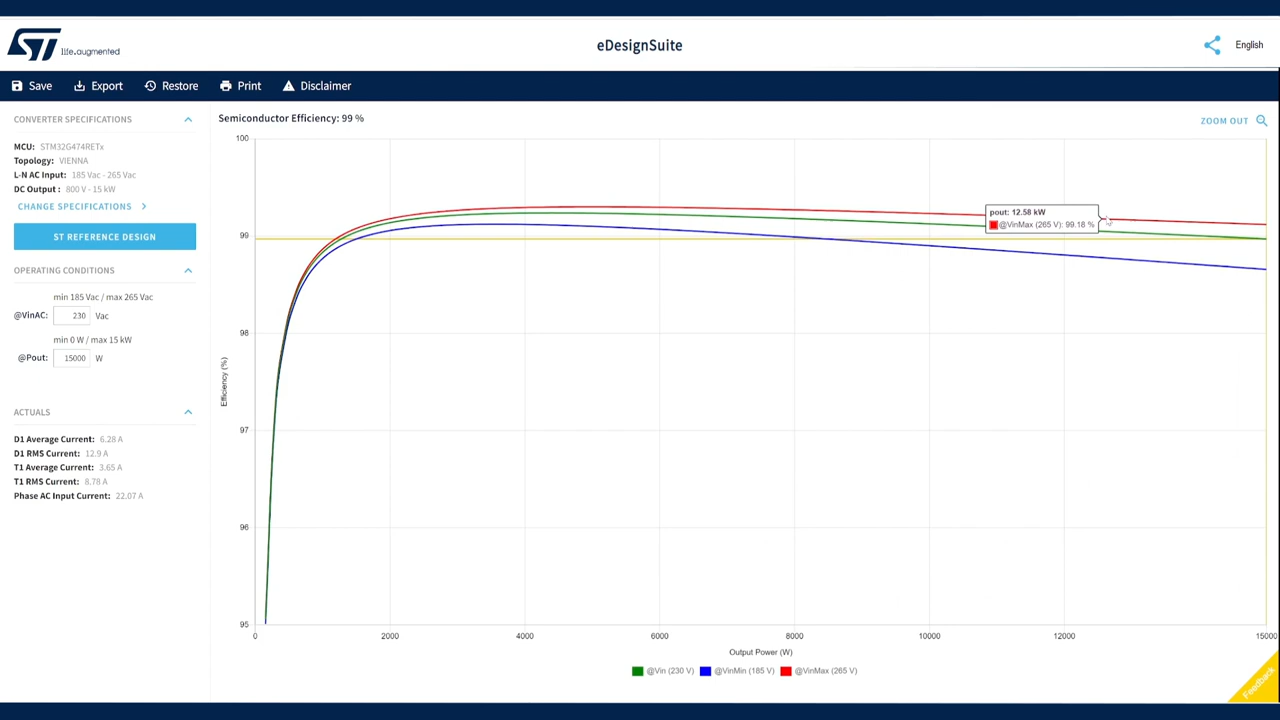 ST life.augmented
eDesignSuite
English
Save Export Restore Print Disclaimer
CONVERTER SPECIFICATIONS
MCU: STM32G474RETx
Topology: VIENNA
L-N AC Input: 185 Vac - 265 Vac
DC Output : 800 V - 15 kW
CHANGE SPECIFICATIONS
ST REFERENCE DESIGN
OPERATING CONDITIONS
min 185 Vac / max 265 Vac
@VinAC: 230 Vac
min 0 W / max 15 kW
@Pout: 15000 W
ACTUALS
D1 Average Current: 6.28 A
D1 RMS Current: 12.9 A
T1 Average Current: 3.65 A
T1 RMS Current: 8.78 A
Phase AC Input Current: 22.07 A
Semiconductor Efficiency: 99 %
ZOOM OUT
100
99
98
97
96
95
Efficiency (%)
pout: 12.58 kW
@VinMax (265 V): 99.18 %
0 2000 4000 6000 8000 10000 12000 15000
Output Power (W)
@Vin (230 V) @VinMin (185 V) @VinMax (265 V)
Feedback